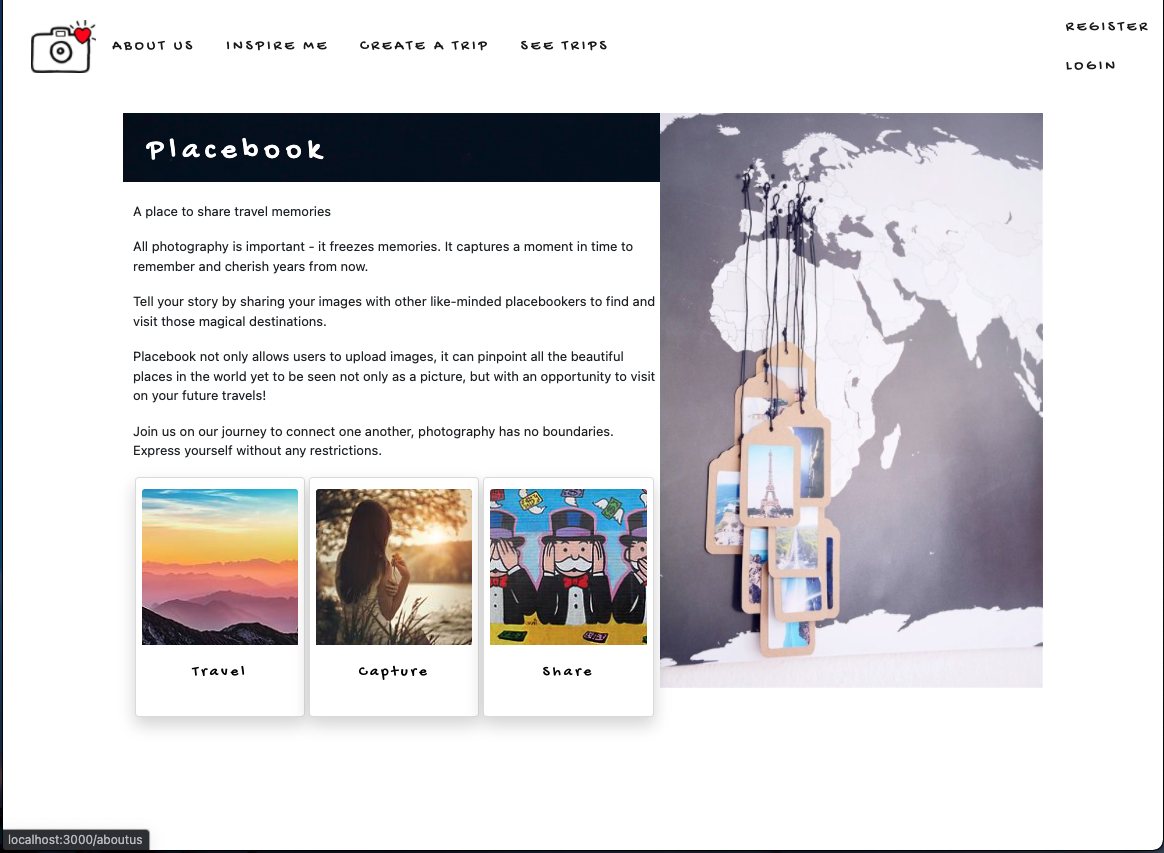 ABOUT US
INSPIRE ME
CREATE A TRIP
SEE TRIPS
REGISTER
LOGIN
Placebook
A place to share travel memories
All photography is important - it freezes memories. It captures a moment in time to
remember and cherish years from now.
Tell your story by sharing your images with other like-minded placebookers to find and
visit those magical destinations.
Placebook not only allows users to upload images, it can pinpoint all the beautiful
places in the world yet to be seen not only as a picture, but with an opportunity to visit
on your future travels!
Join us on our journey to connect one another, photography has no boundaries.
Express yourself without any restrictions.
Travel
Capture
Share
localhost:3000/aboutus